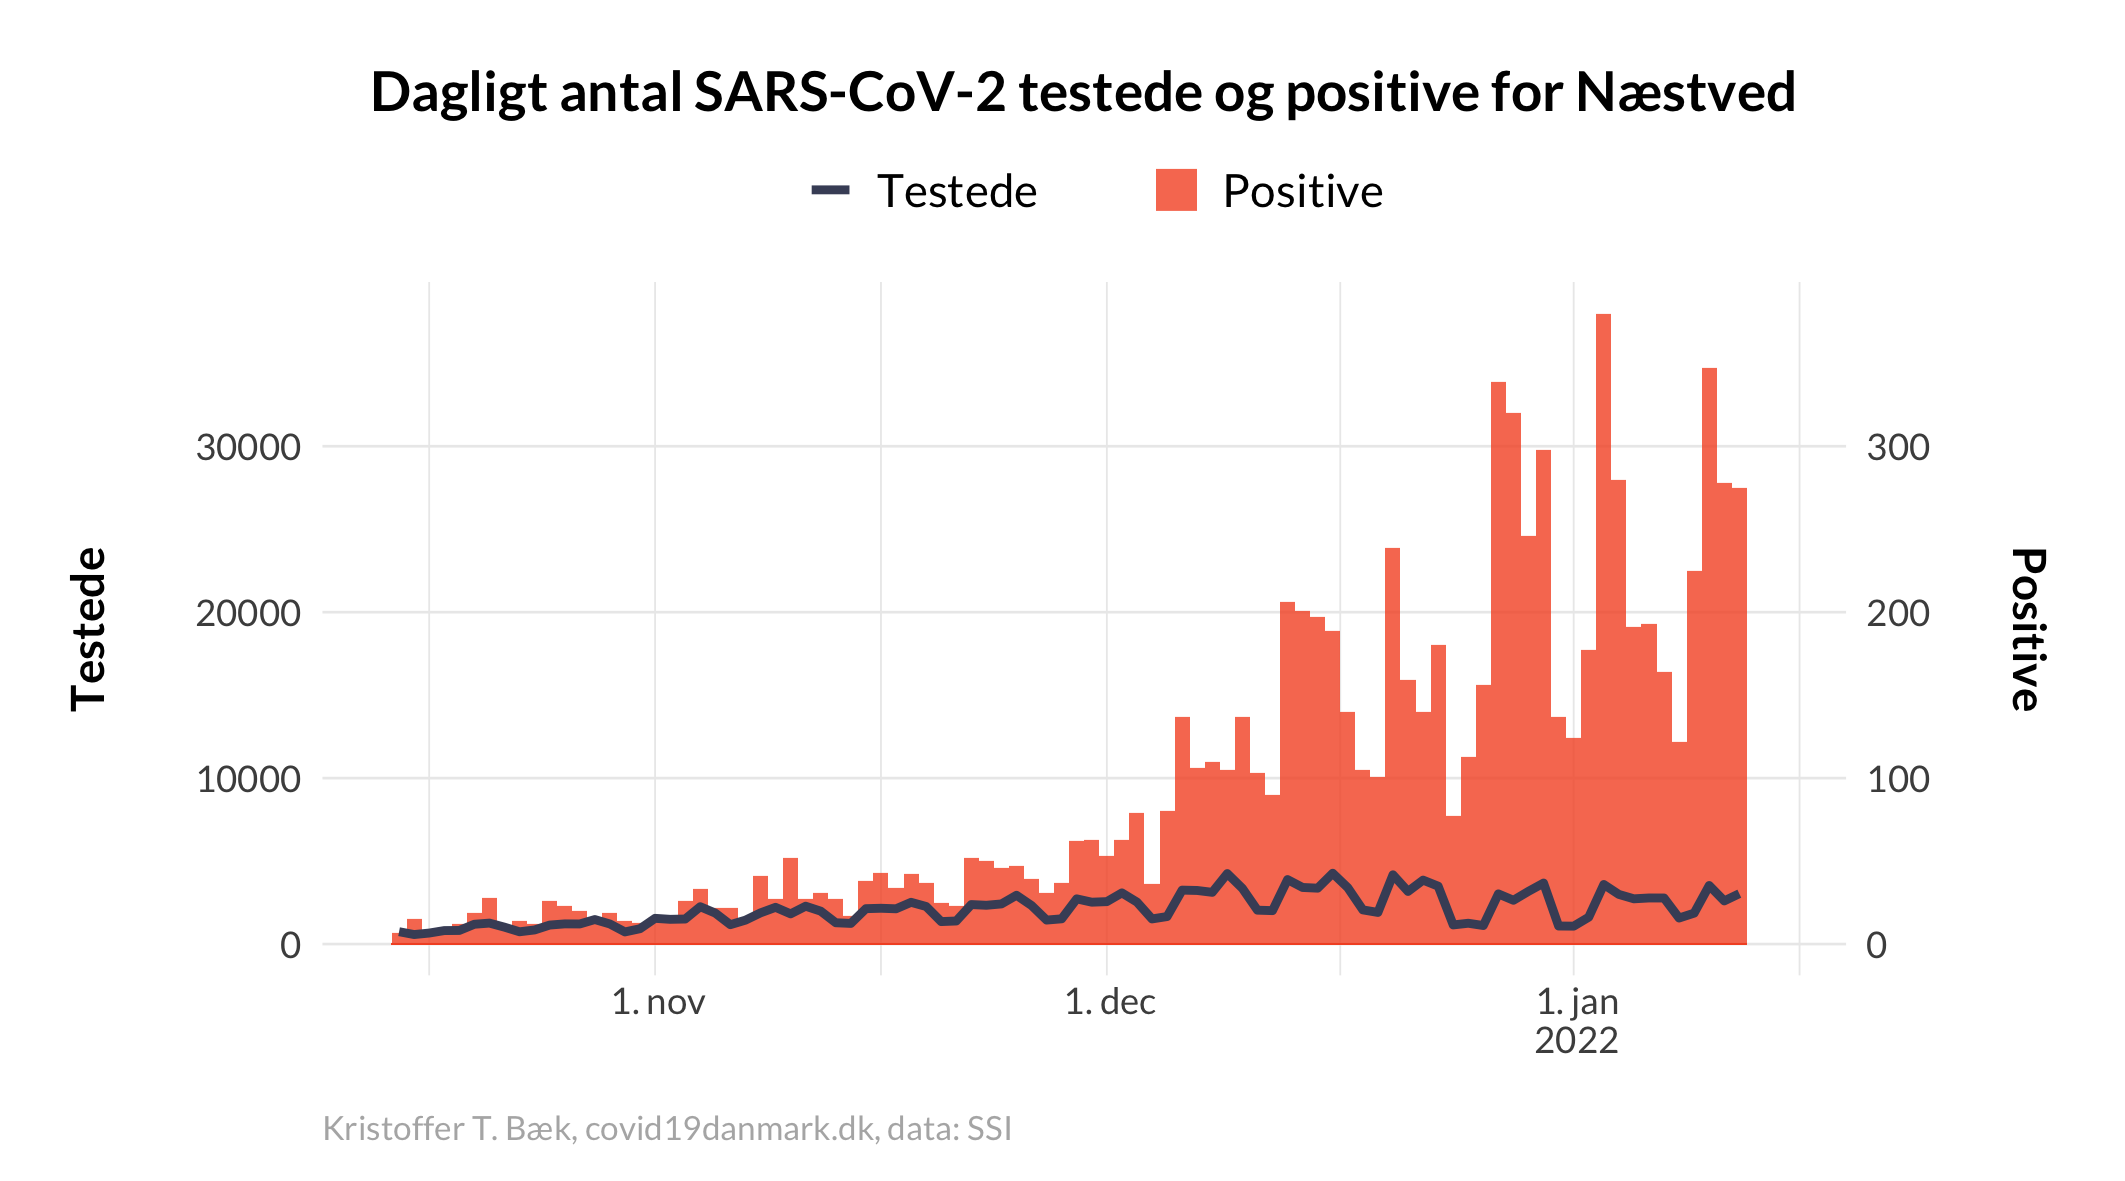 Dagligt antal SARS-CoV-2 testede og positive for Næstved
Testede
Positive
30000
20000
10000
0
Testede
300
200
100
0
Positive
1. nov
1. dec
1. jan
2022
Kristoffer T. Bæk, covid19danmark.dk, data: SSI